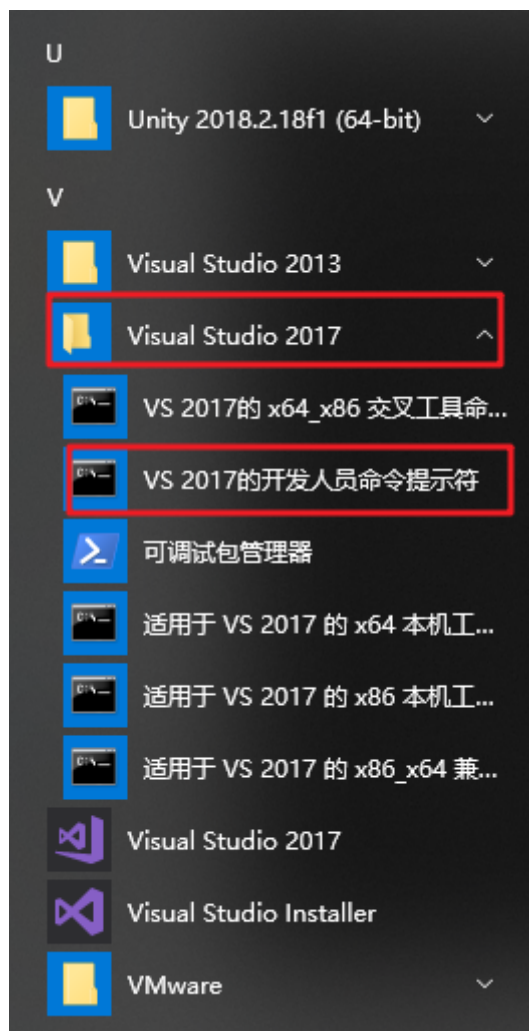 U
Unity 2018.2.18f1 (64-bit)
V
Visual Studio 2013
Visual Studio 2017
VS 2017的 x64_x86 交叉工具命...
VS 2017的开发人员命令提示符
可调试包管理器
适用于 VS 2017 的 x64 本机工...
适用于 VS 2017 的 x86 本机工...
适用于 VS 2017 的 x86_x64 兼...
Visual Studio 2017
Visual Studio Installer
VMware